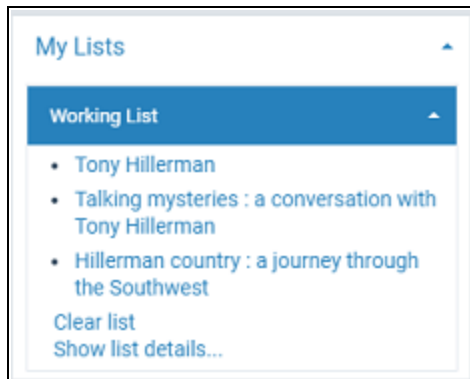 My Lists
Working List
Tony Hillerman
Talking mysteries : a conversation with
Tony Hillerman
Hillerman country : a journey through
the Southwest
Clear list
Show list details...